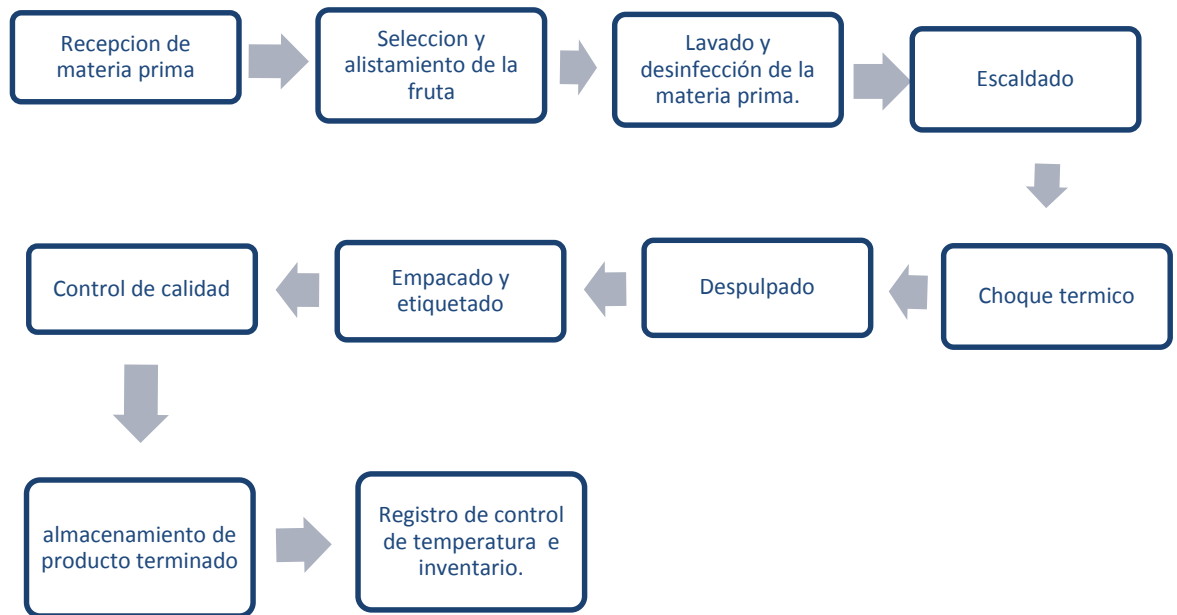 Recepcion de
materia prima
Seleccion y
alistamiento de la
fruta
Lavado y
desinfección de la
materia prima.
Escaldado
Choque termico
Despulpado
Empacado y
etiquetado
Control de calidad
almacenamiento de
producto terminado
Registro de control
de temperatura e
inventario.